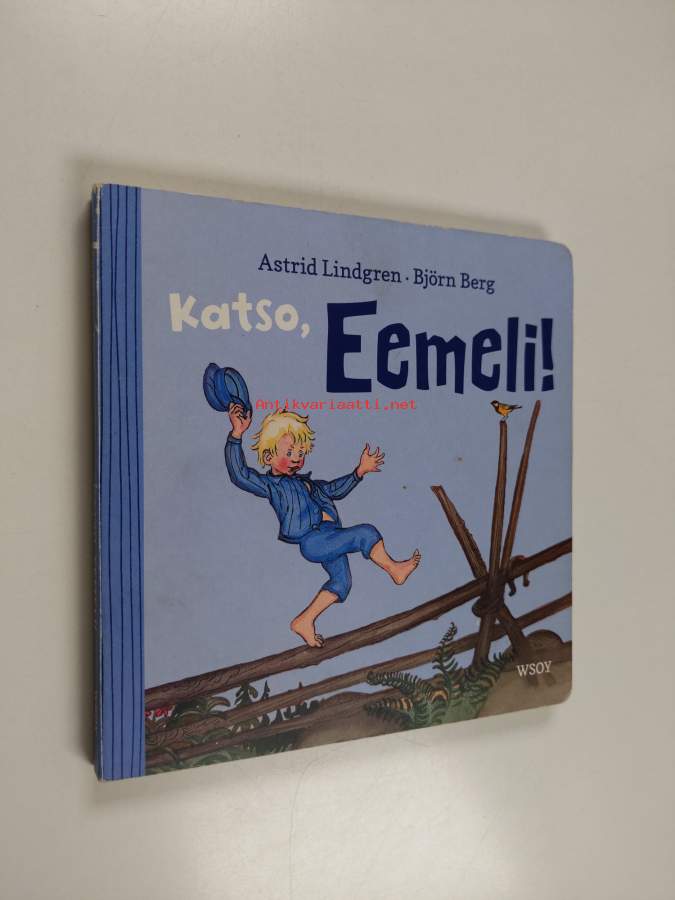 Astrid Lindgren · Björn Berg
Katso,
Eemeli!
Antikvariaatti.net
WSOY